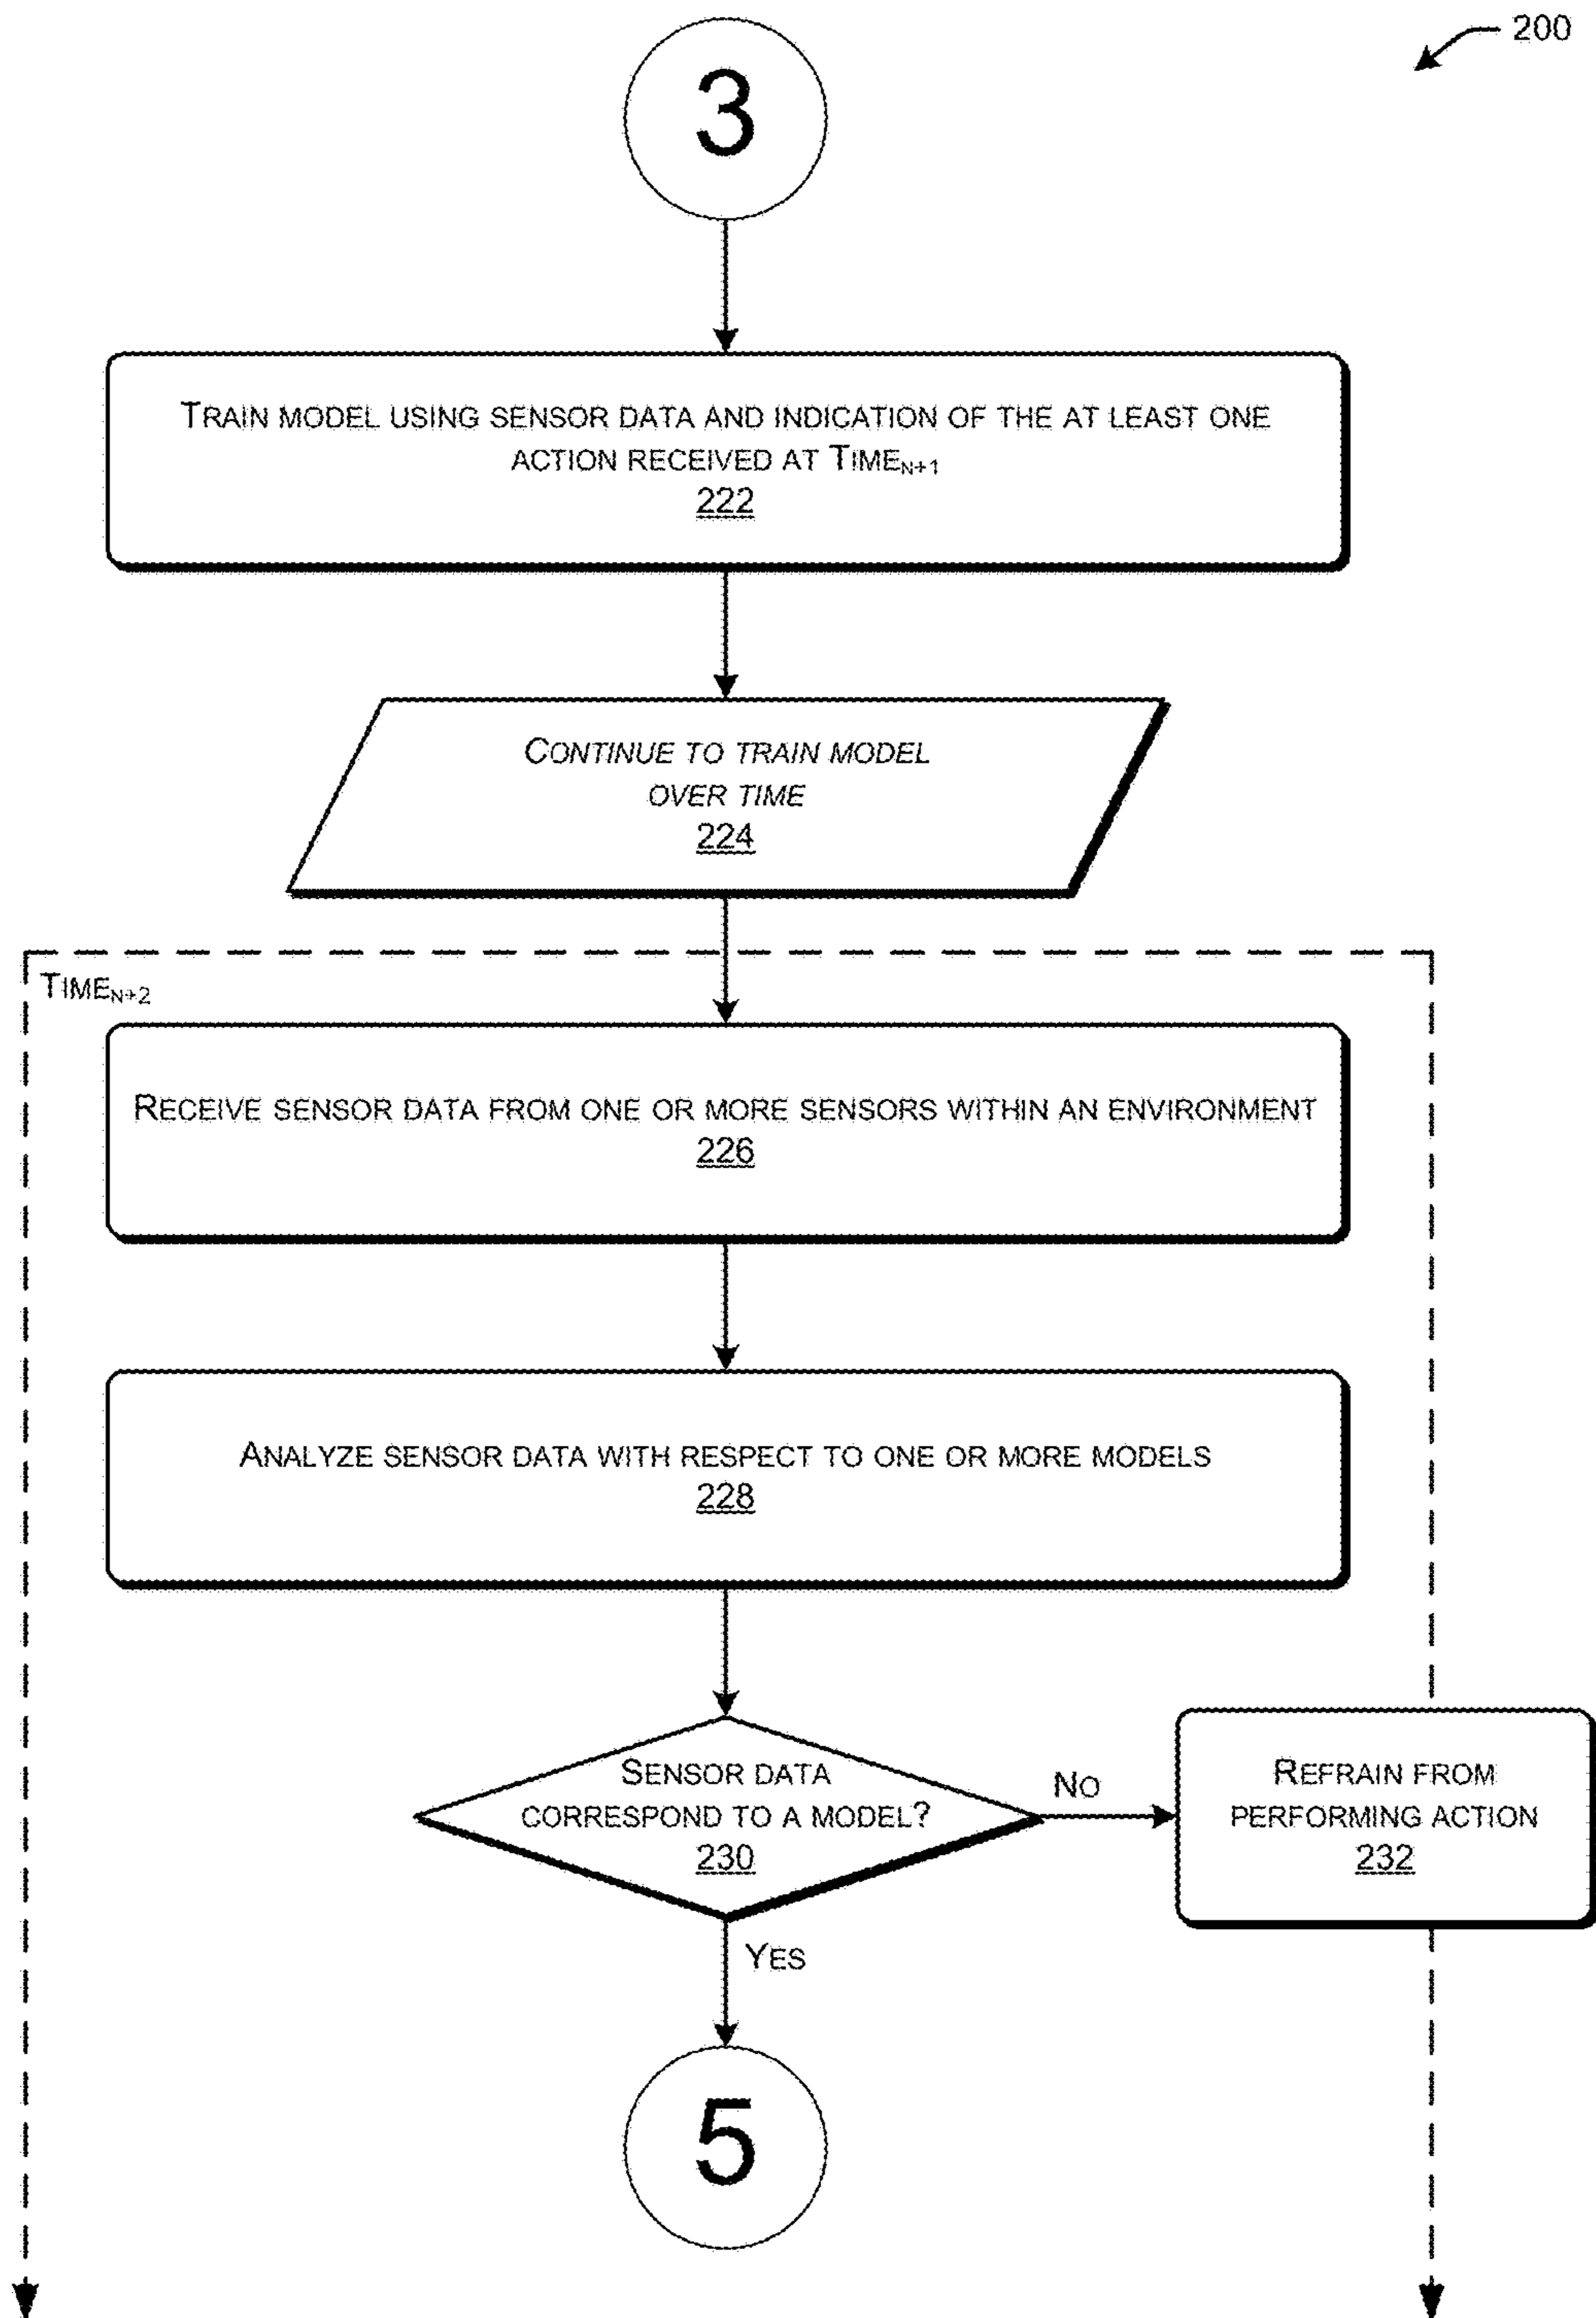 200
3
TRAIN MODEL USING SENSOR DATA AND INDICATION OF THE AT LEAST ONE
ACTION RECEIVED AT TIMEN+1
222
CONTINUE TO TRAIN MODEL
OVER TIME
224
TIMEN+2
RECEIVE SENSOR DATA FROM ONE OR MORE SENSORS WITHIN AN ENVIRONMENT
226
ANALYZE SENSOR DATA WITH RESPECT TO ONE OR MORE MODELS
228
SENSOR DATA
CORRESPOND TO A MODEL?
230
NO
REFRAIN FROM
PERFORMING ACTION
232
YES
5